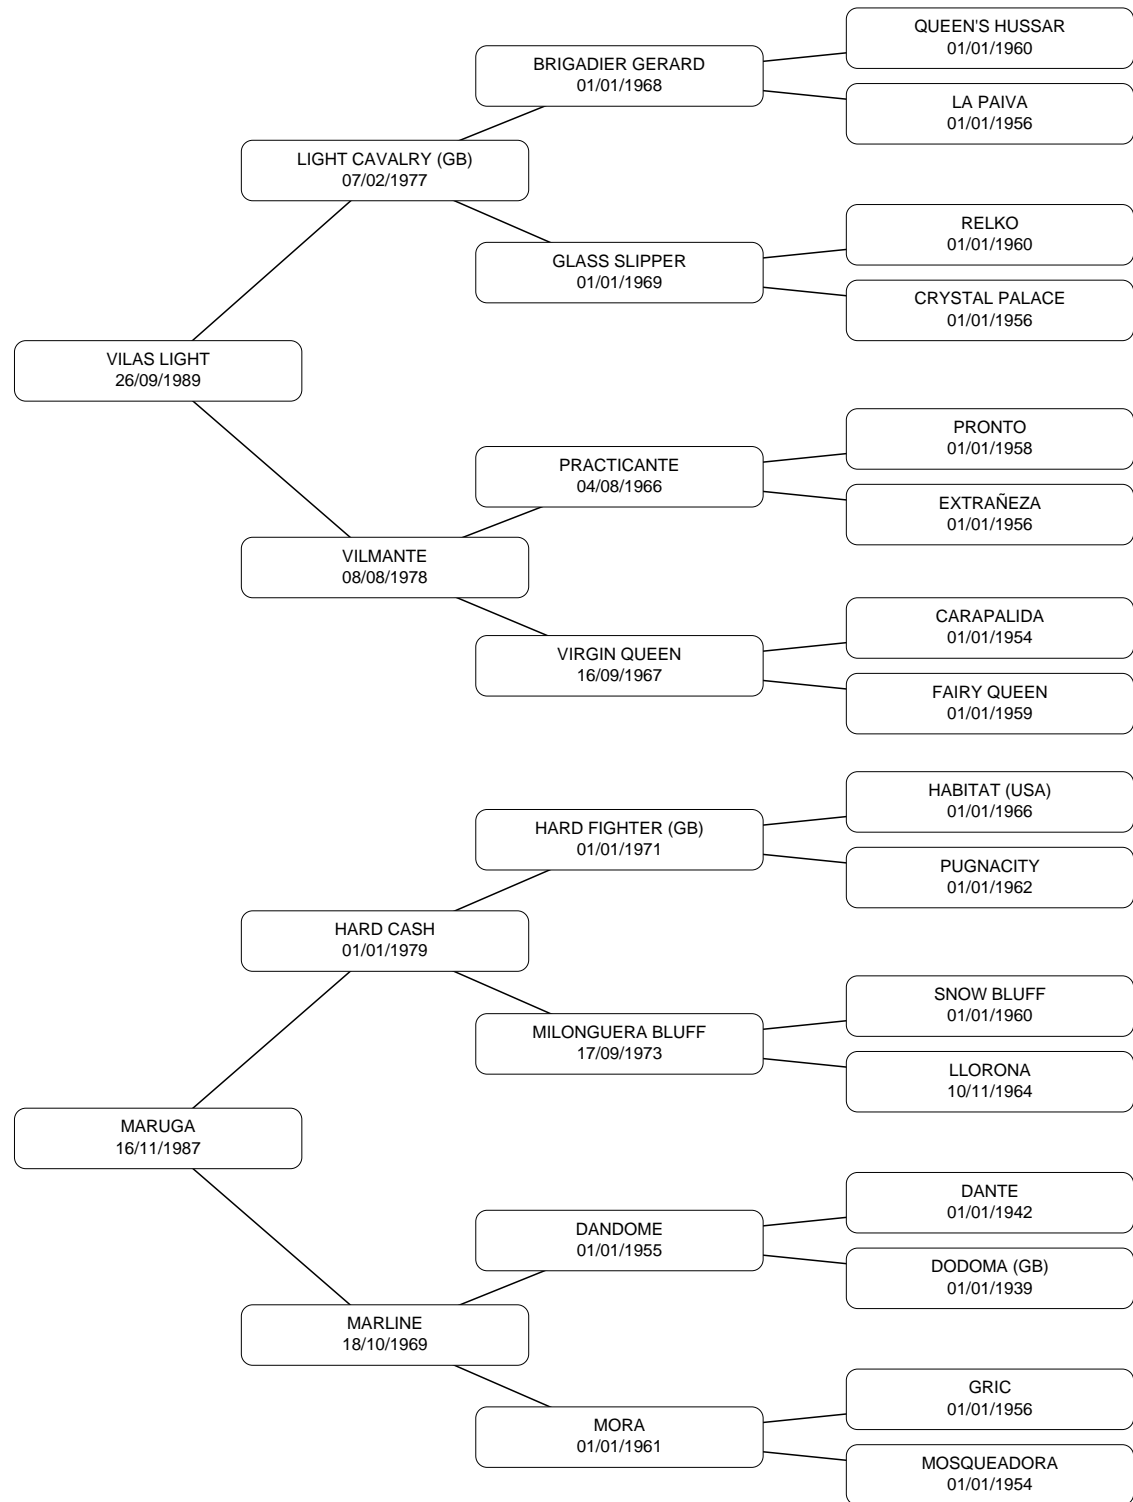 QUEEN'S HUSSAR
01/01/1960
BRIGADIER GERARD
01/01/1968
LA PAIVA
01/01/1956
LIGHT CAVALRY (GB)
07/02/1977
RELKO
01/01/1960
GLASS SLIPPER
01/01/1969
CRYSTAL PALACE
01/01/1956
VILAS LIGHT
26/09/1989
PRONTO
01/01/1958
PRACTICANTE
04/08/1966
EXTRAÑEZA
01/01/1956
VILMANTE
08/08/1978
CARAPALIDA
01/01/1954
VIRGIN QUEEN
16/09/1967
FAIRY QUEEN
01/01/1959
HABITAT (USA)
01/01/1966
HARD FIGHTER (GB)
01/01/1971
PUGNACITY
01/01/1962
HARD CASH
01/01/1979
SNOW BLUFF
01/01/1960
MILONGUERA BLUFF
17/09/1973
LLORONA
10/11/1964
MARUGA
16/11/1987
DANTE
01/01/1942
DANDOME
01/01/1955
DODOMA (GB)
01/01/1939
MARLINE
18/10/1969
GRIC
01/01/1956
MORA
01/01/1961
MOSQUEADORA
01/01/1954